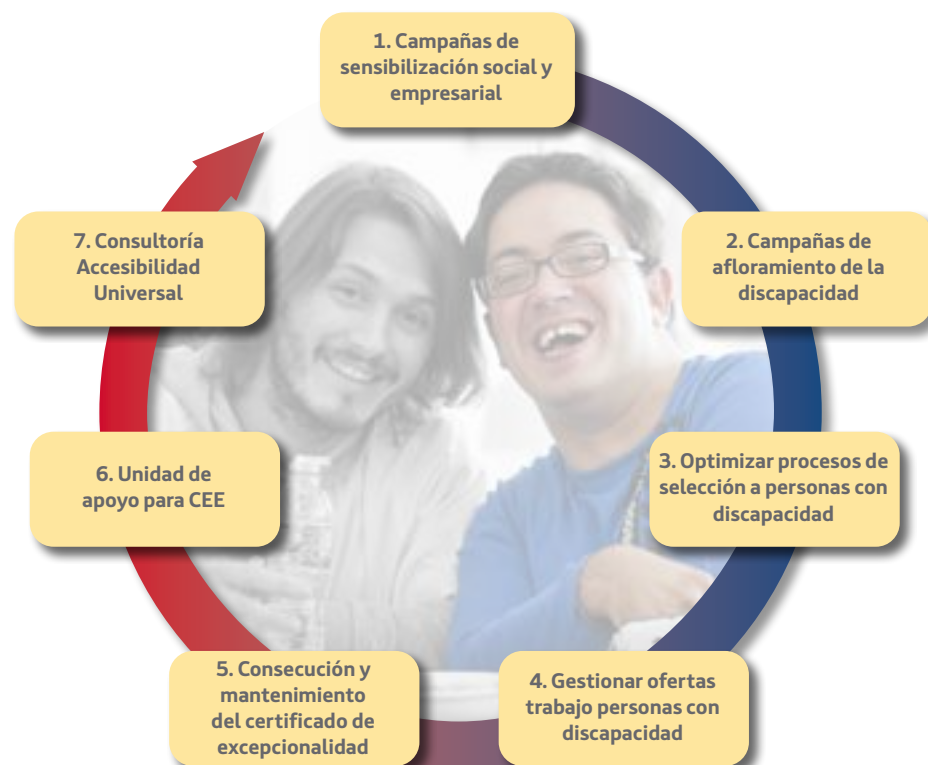 1. Campañas de
sensibilización social y
empresarial
2. Campañas de
afloramiento de la
discapacidad
3. Optimizar procesos de
selección a personas con
discapacidad
4. Gestionar ofertas
trabajo personas con
discapacidad
5. Consecución y
mantenimiento
del certificado de
excepcionalidad
6. Unidad de
apoyo para CEE
7. Consultoría
Accesibilidad
Universal